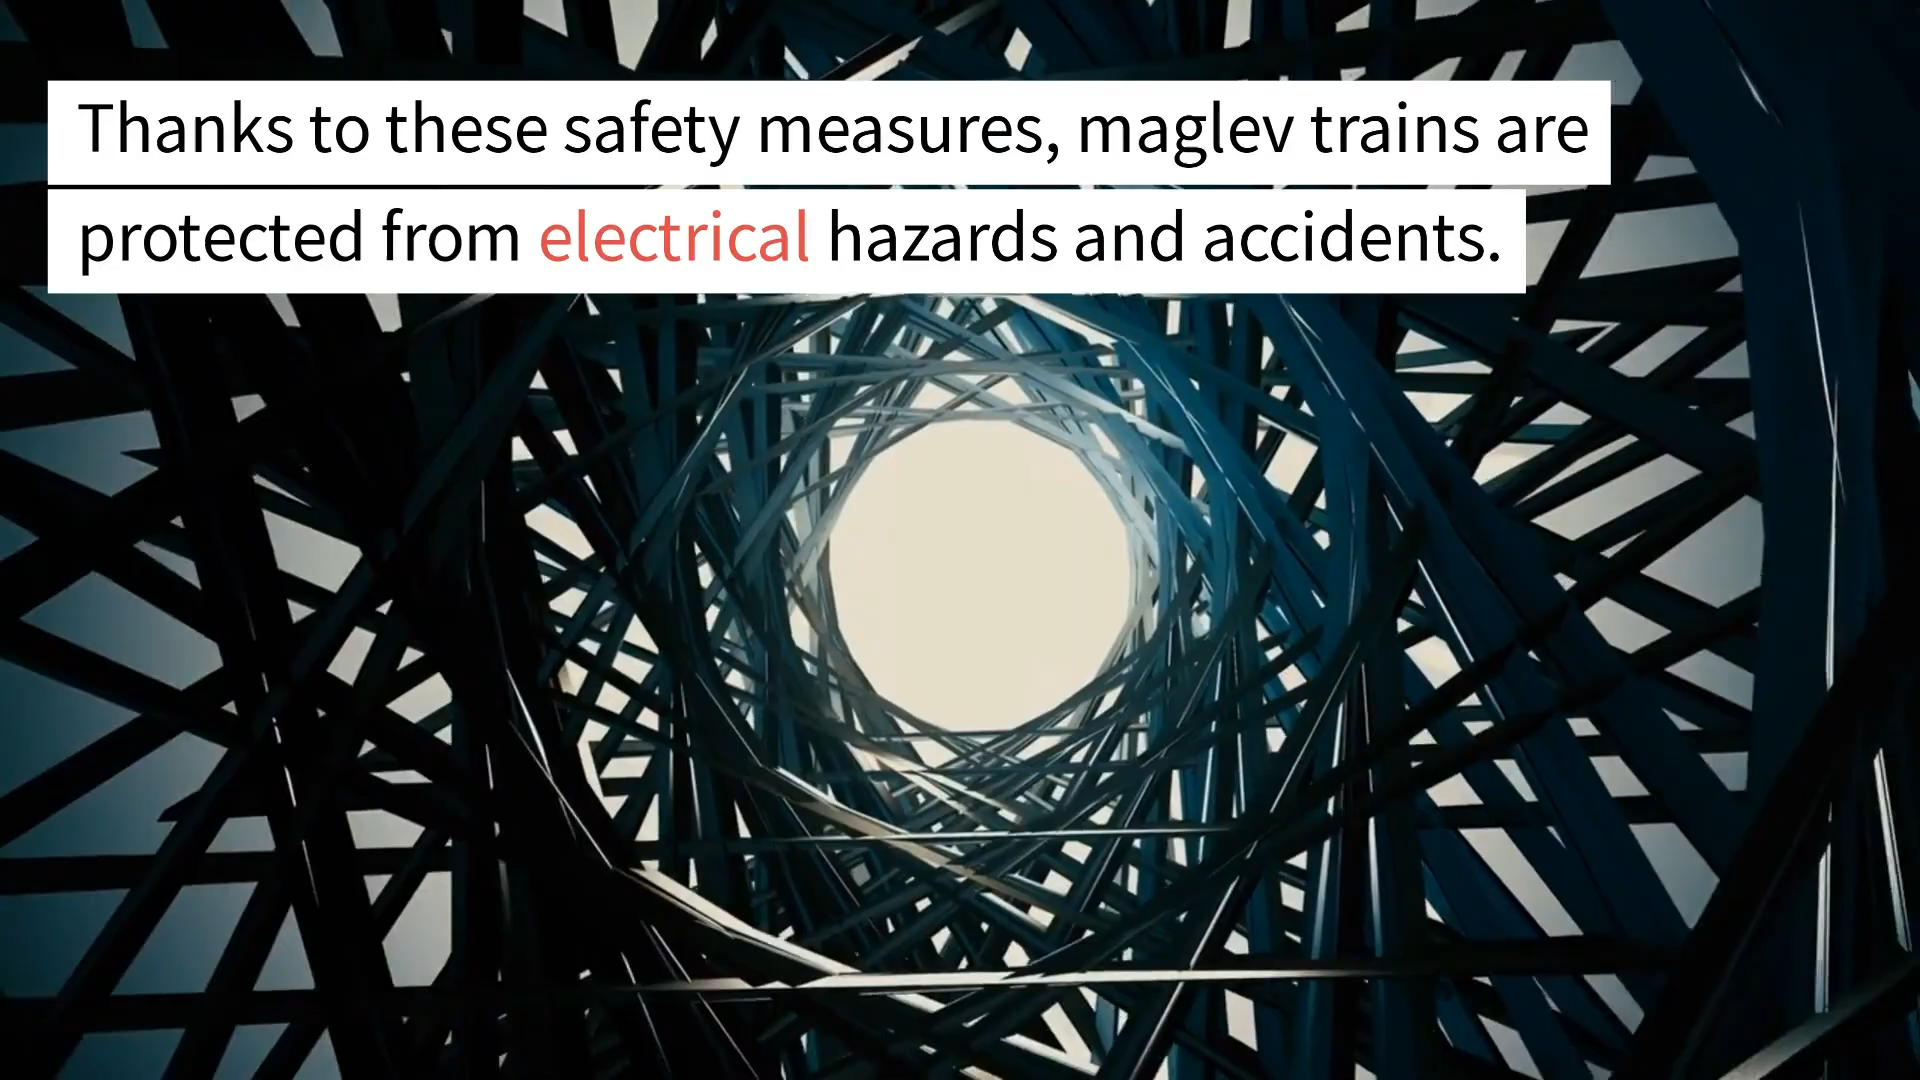 Thanks to these safety measures, maglev trains are
protected from electrical hazards and accidents.